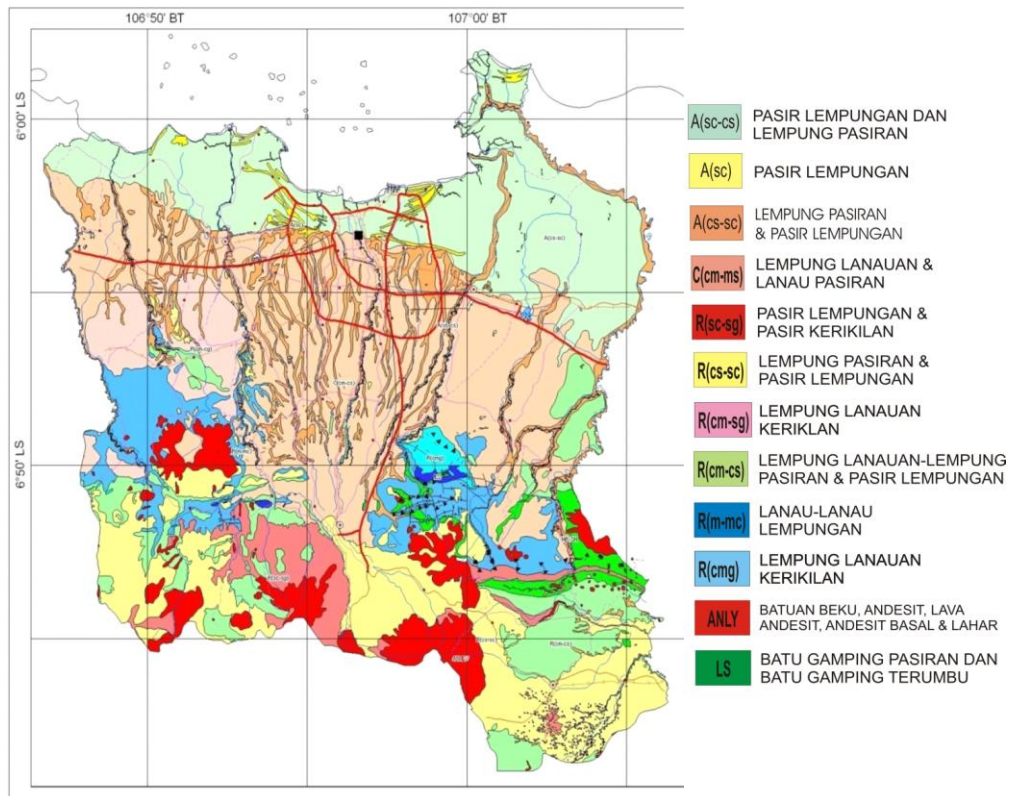 106°50' BT
107°00' BT
6°00' LS
6°50' LS
A(sc-cs) PASIR LEMPUNGAN DAN
LEMPUNG PASIRAN
A(sc) PASIR LEMPUNGAN
A(cs-sc) LEMPUNG PASIRAN
& PASIR LEMPUNGAN
C(cm-ms) LEMPUNG LANAUAN &
LANAU PASIRAN
R(sc-sg) PASIR LEMPUNGAN &
PASIR KERIKILAN
R(cs-sc) LEMPUNG PASIRAN &
PASIR LEMPUNGAN
R(cm-sg) LEMPUNG LANAUAN
KERIKLAN
R(cm-cs) LEMPUNG LANAUAN-LEMPUNG
PASIRAN & PASIR LEMPUNGAN
R(m-mc) LANAU-LANAU
LEMPUNGAN
R(cmg) LEMPUNG LANAUAN
KERIKILAN
ANLY BATUAN BEKU, ANDESIT, LAVA
ANDESIT, ANDESIT BASAL & LAHAR
LS BATU GAMPING PASIRAN DAN
BATU GAMPING TERUMBU